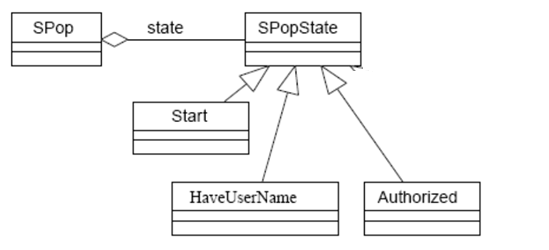 SPop
state
SPopState
Start
HaveUserName
Authorized